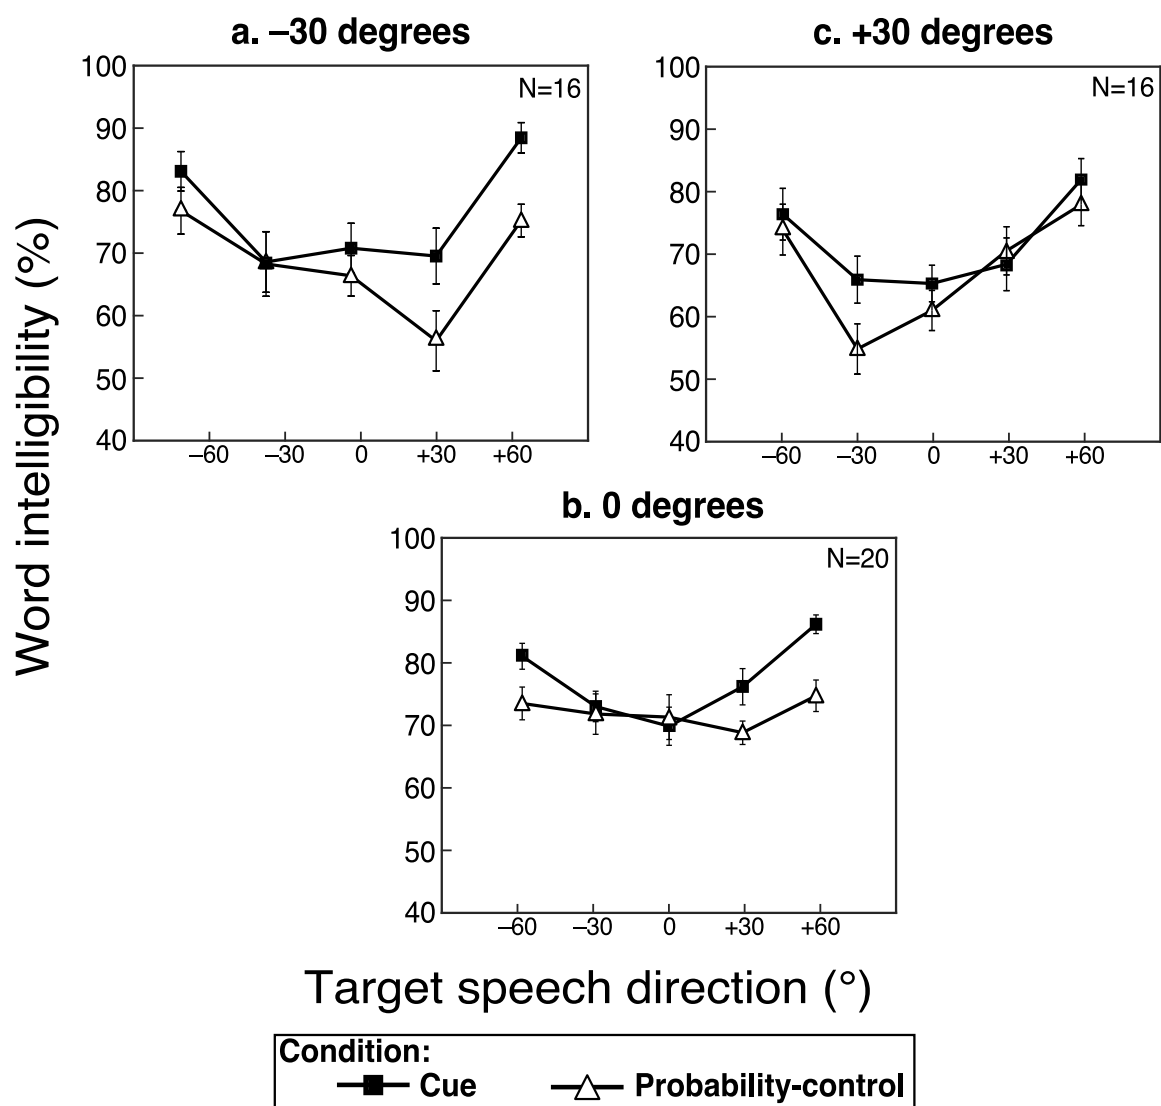 a. –30 degrees
c. +30 degrees
Word intelligibility (%)
100
90
80
70
60
50
40
N=16
–60 –30 0 +30 +60
100
90
80
70
60
50
40
N=16
–60 –30 0 +30 +60
b. 0 degrees
100
90
80
70
60
50
40
N=20
–60 –30 0 +30 +60
Target speech direction (°)
Condition:
Cue
Probability-control